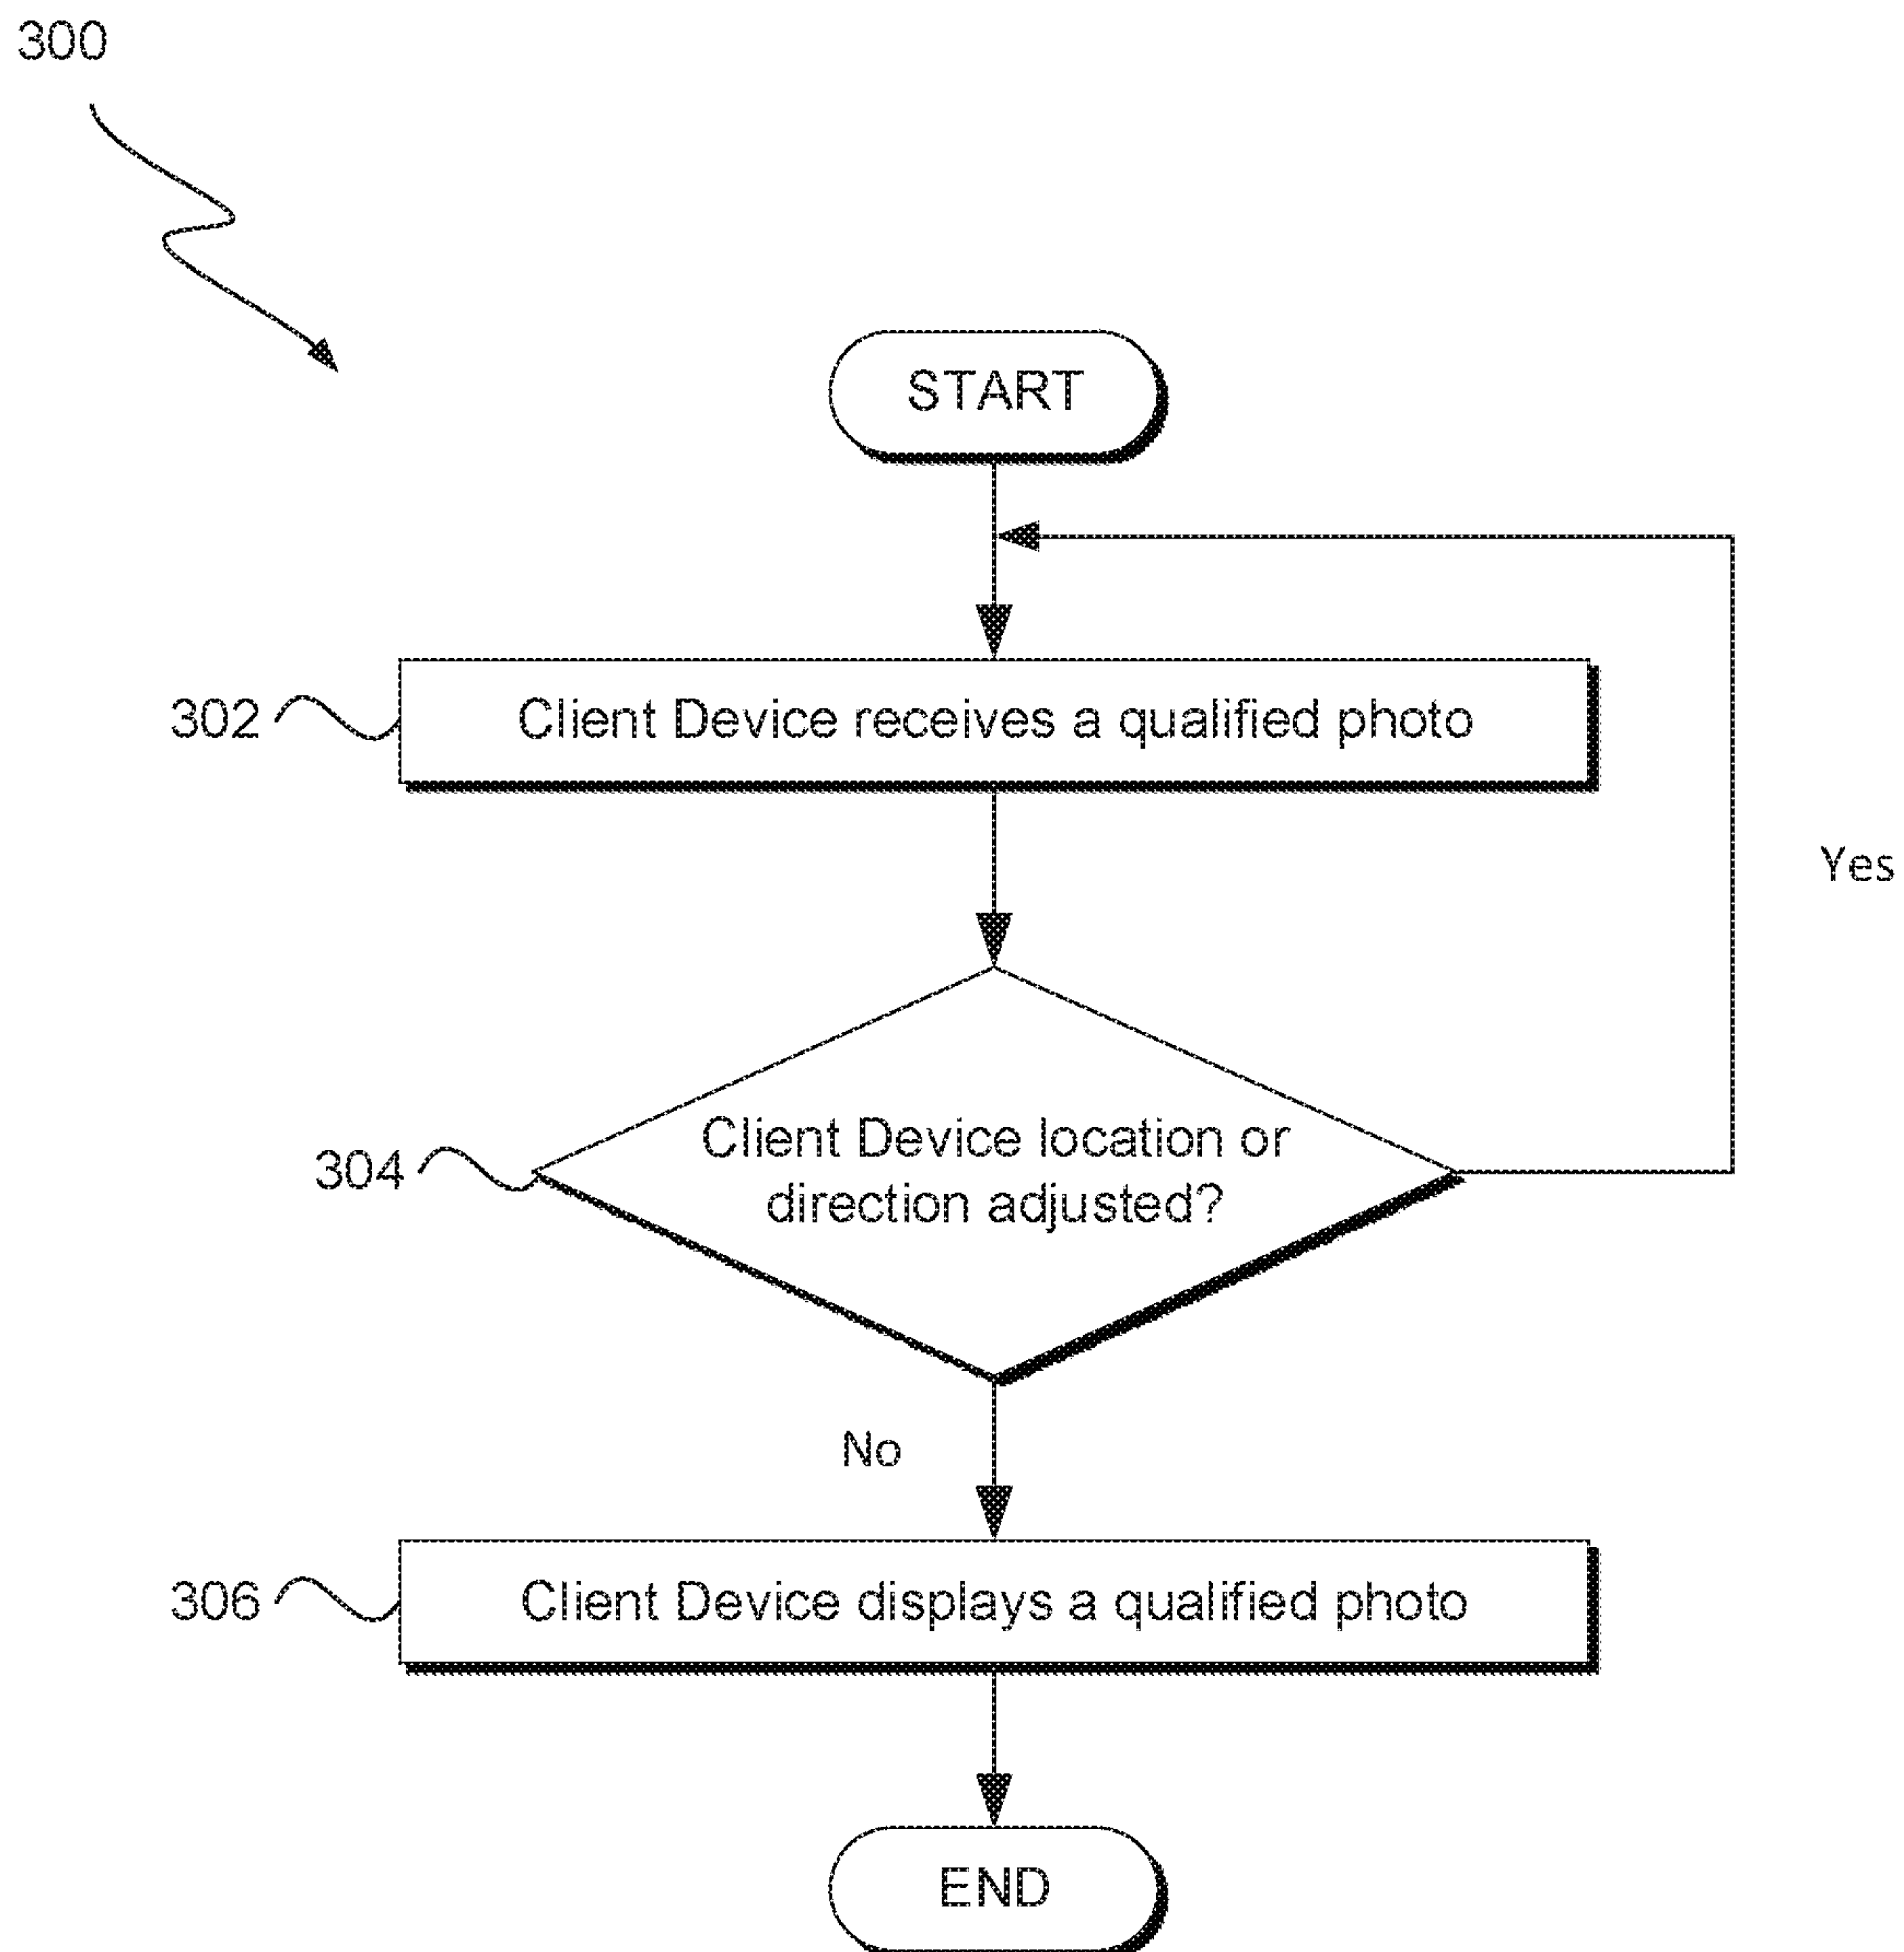 300
START
302
Client Device receives a qualified photo
Yes
304
Client Device location or
direction adjusted?
No
306
Client Device displays a qualified photo
END